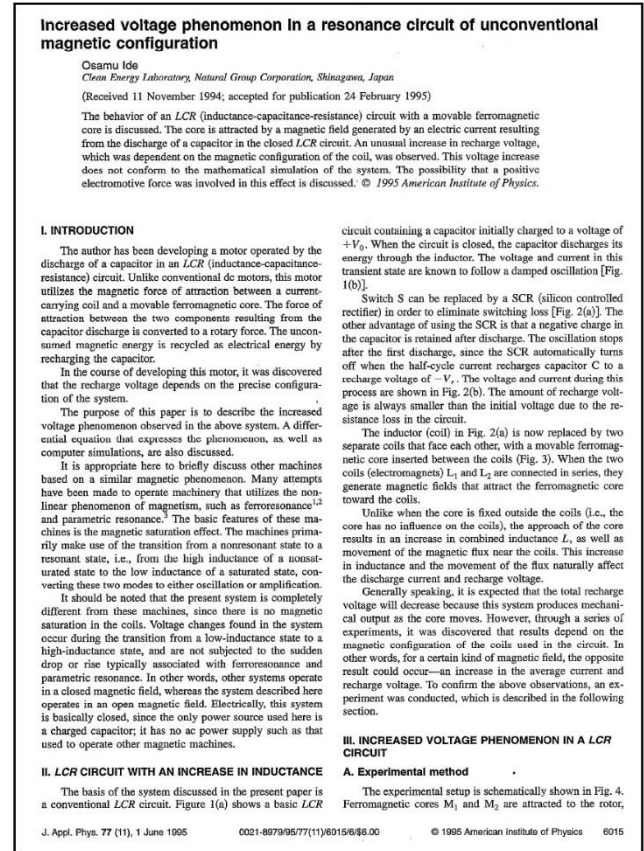 Increased voltage phenomenon in a resonance circuit of unconventional
magnetic configuration
Osamu Ide
Clean Energy Laboratory, Natural Group Corporation, Shinagawa, Japan
(Received 11 November 1994; accepted for publication 24 February 1995)
The behavior of an LCR (inductance-capacitance-resistance) circuit with a movable ferromagnetic
core is discussed. The core is attracted by a magnetic field generated by an electric current resulting
from the discharge of a capacitor in the closed LCR circuit. An unusual increase in recharge voltage,
which was dependent on the magnetic configuration of the coil, was observed. This voltage increase
does not conform to the mathematical simulation of the system. The possibility that a positive
electromotive force was involved in this effect is discussed. © 1995 American Institute of Physics.
I. INTRODUCTION
The author has been developing a motor operated by the
discharge of a capacitor in an LCR (inductance-capacitance-
resistance) circuit. Unlike conventional dc motors, this motor
utilizes the magnetic force of attraction between a current-
carrying coil and a movable ferromagnetic core. The force of
attraction between the two components resulting from the
capacitor discharge is converted to a rotary force. The uncon-
sumed magnetic energy is recycled as electrical energy by
recharging the capacitor.
In the course of developing this motor, it was discovered
that the recharge voltage depends on the precise configura-
tion of the system.
The purpose of this paper is to describe the increased
voltage phenomenon observed in the above system. A differ-
ential equation that expresses the phenomenon, as well as
computer simulations, are also discussed.
It is appropriate here to briefly discuss other machines
based on a similar magnetic phenomenon. Many attempts
have been made to operate machinery that utilizes the non-
linear phenomenon of magnetism, such as ferroresonance1,2
and parametric resonance.3 The basic features of these ma-
chines is the magnetic saturation effect. The machines prima-
rily make use of the transition from a nonresonant state to a
resonant state, i.e., from the high inductance of a nonsat-
urated state to the low inductance of a saturated state, con-
verting these two modes to either oscillation or amplification.
It should be noted that the present system is completely
different from these machines, since there is no magnetic
saturation in the coils. Voltage changes found in the system
occur during the transition from a low-inductance state to a
high-inductance state, and are not subjected to the sudden
drop or rise typically associated with ferroresonance and
parametric resonance. In other words, other systems operate
in a closed magnetic field, whereas the system described here
operates in an open magnetic field. Electrically, this system
is basically closed, since the only power source used here is
a charged capacitor; it has no ac power supply such as that
used to operate other magnetic machines.
II. LCR CIRCUIT WITH AN INCREASE IN INDUCTANCE
The basis of the system discussed in the present paper is
a conventional LCR circuit. Figure 1(a) shows a basic LCR
circuit containing a capacitor initially charged to a voltage of
+V0. When the circuit is closed, the capacitor discharges its
energy through the inductor. The voltage and current in this
transient state are known to follow a damped oscillation [Fig.
1(b)].
Switch S can be replaced by a SCR (silicon controlled
rectifier) in order to eliminate switching loss [Fig. 2(a)]. The
other advantage of using the SCR is that a negative charge in
the capacitor is retained after discharge. The oscillation stops
after the first discharge, since the SCR automatically turns
off when the half-cycle current recharges capacitor C to a
recharge voltage of −Vr. The voltage and current during this
process are shown in Fig. 2(b). The amount of recharge volt-
age is always smaller than the initial voltage due to the re-
sistance loss in the circuit.
The inductor (coil) in Fig. 2(a) is now replaced by two
separate coils that face each other, with a movable ferromag-
netic core inserted between the coils (Fig. 3). When the two
coils (electromagnets) L1 and L2 are connected in series, they
generate magnetic fields that attract the ferromagnetic core
toward the coils.
Unlike when the core is fixed outside the coils (i.e., the
core has no influence on the coils), the approach of the core
results in an increase in combined inductance L, as well as
movement of the magnetic flux near the coils. This increase
in inductance and the movement of the flux naturally affect
the discharge current and recharge voltage.
Generally speaking, it is expected that the total recharge
voltage will decrease because this system produces mechani-
cal output as the core moves. However, through a series of
experiments, it was discovered that results depend on the
magnetic configuration of the coils used in the circuit. In
other words, for a certain kind of magnetic field, the opposite
result could occur—an increase in the average current and
recharge voltage. To confirm the above observations, an ex-
periment was conducted, which is described in the following
section.
III. INCREASED VOLTAGE PHENOMENON IN A LCR
CIRCUIT
A. Experimental method
The experimental setup is schematically shown in Fig. 4.
Ferromagnetic cores M1 and M2 are attracted to the rotor,
J. Appl. Phys. 77 (11), 1 June 1995 0021-8979/95/77(11)/6015/6/$6.00 © 1995 American Institute of Physics 6015